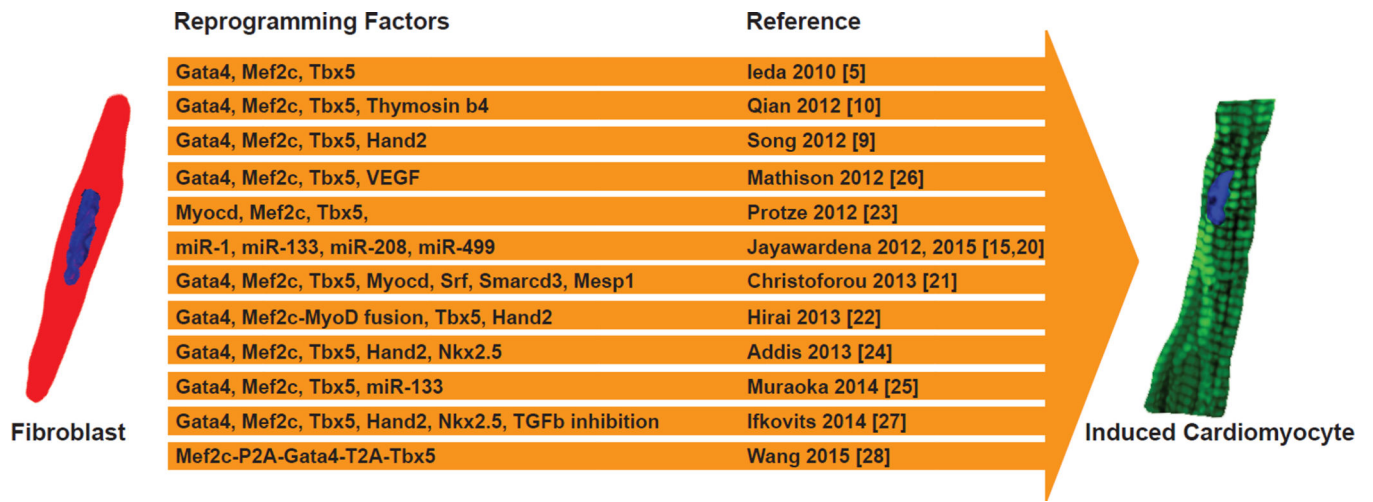 Reprogramming Factors Reference
Gata4, Mef2c, Tbx5 Ieda 2010 [5]
Gata4, Mef2c, Tbx5, Thymosin b4 Qian 2012 [10]
Gata4, Mef2c, Tbx5, Hand2 Song 2012 [9]
Gata4, Mef2c, Tbx5, VEGF Mathison 2012 [26]
Myocd, Mef2c, Tbx5, Protze 2012 [23]
miR-1, miR-133, miR-208, miR-499 Jayawardena 2012, 2015 [15,20]
Gata4, Mef2c, Tbx5, Myocd, Srf, Smarcd3, Mesp1 Christoforou 2013 [21]
Gata4, Mef2c-MyoD fusion, Tbx5, Hand2 Hirai 2013 [22]
Gata4, Mef2c, Tbx5, Hand2, Nkx2.5 Addis 2013 [24]
Gata4, Mef2c, Tbx5, miR-133 Muraoka 2014 [25]
Gata4, Mef2c, Tbx5, Hand2, Nkx2.5, TGFb inhibition Ifkovits 2014 [27]
Mef2c-P2A-Gata4-T2A-Tbx5 Wang 2015 [28]
Fibroblast
Induced Cardiomyocyte